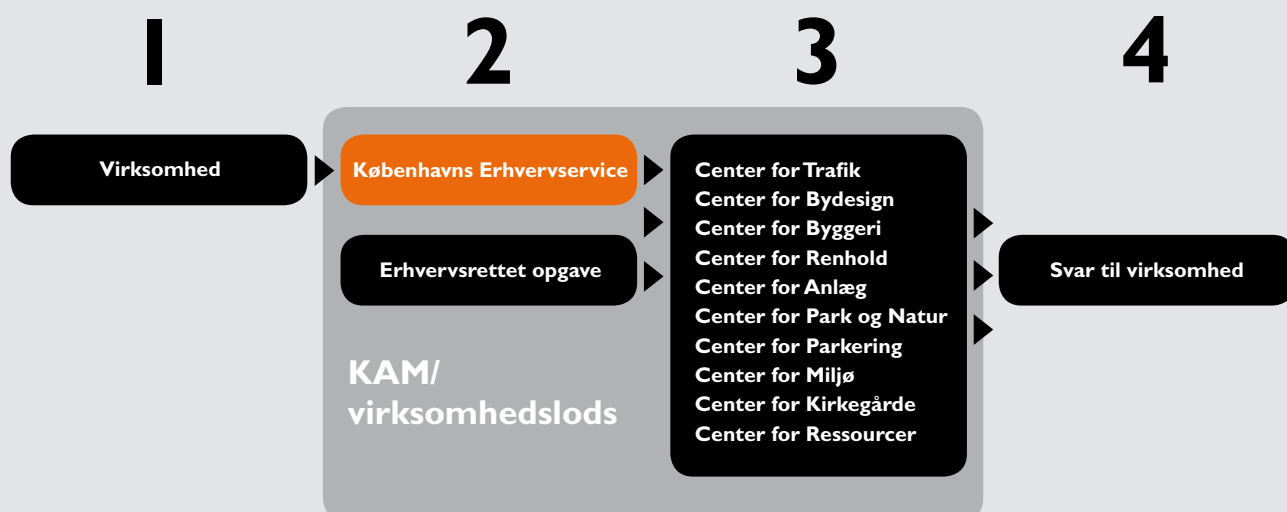 1
2
3
4
Virksomhed
Københavns Erhvervservice
Erhvervsrettet opgave
KAM/
virksomhedslods
Center for Trafik
Center for Bydesign
Center for Byggeri
Center for Renhold
Center for Anlæg
Center for Park og Natur
Center for Parkering
Center for Miljø
Center for Kirkegårde
Center for Ressourcer
Svar til virksomhed